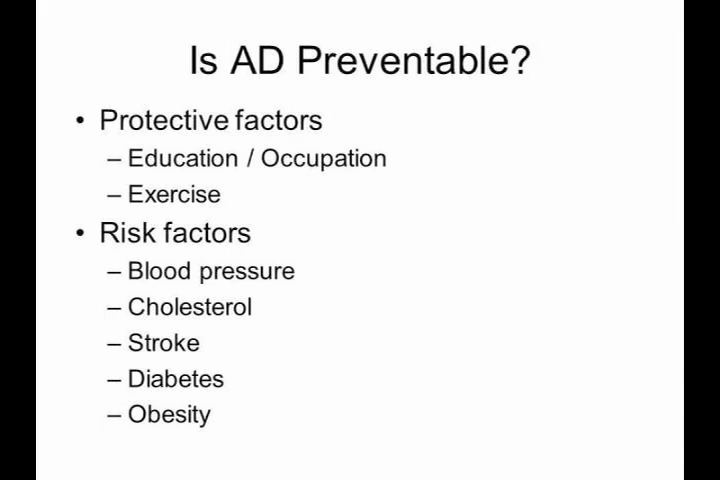 Is AD Preventable?
• Protective factors
– Education / Occupation
– Exercise
• Risk factors
– Blood pressure
– Cholesterol
– Stroke
– Diabetes
– Obesity